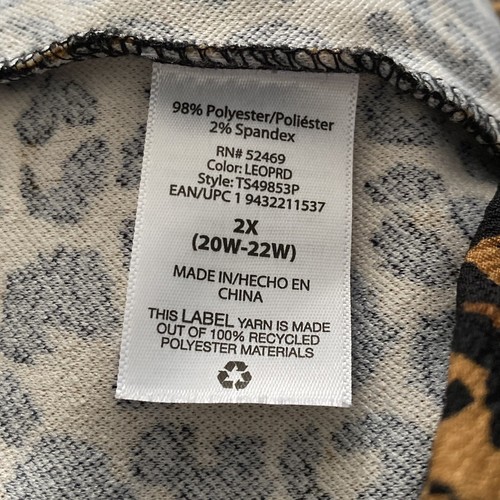 98% Polyester/Poliéster
2% Spandex
RN# 52469
Color: LEOPRD
Style: TS49853P
EAN/UPC 1 9432211537
2X
(20W-22W)
MADE IN/HECHO EN
CHINA
THIS LABEL YARN IS MADE
OUT OF 100% RECYCLED
POLYESTER MATERIALS